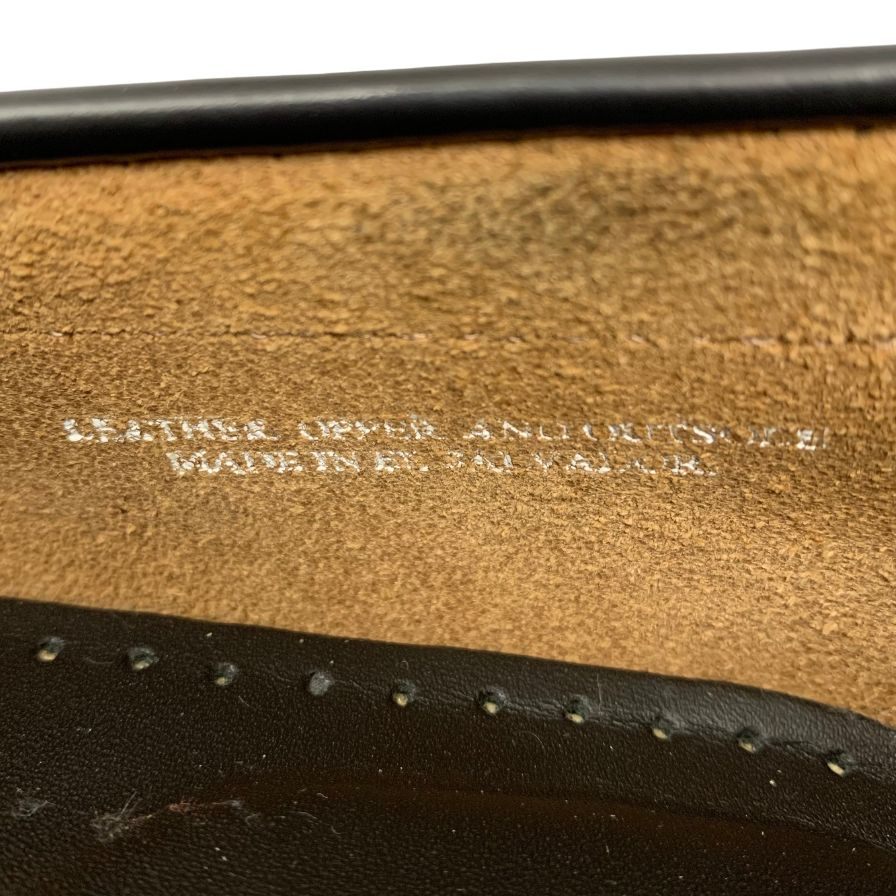 LEATHER UPPER AND OUTSOLE
MADE IN EL SALVADOR